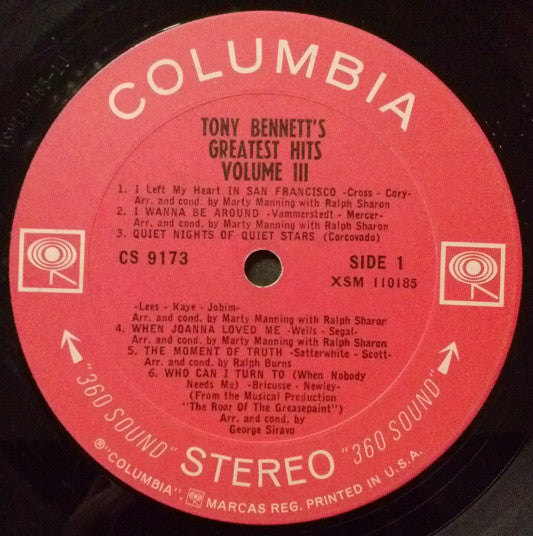 COLUMBIA
TONY BENNETT'S
GREATEST HITS
VOLUME III
1. I Left My Heart IN SAN FRANCISCO -Cross - Cory-
Arr. and cond. by Marty Manning with Ralph Sharon
2. I WANNA BE AROUND -Vammerstedt - Mercer-
Arr. and cond. by Marty Manning with Ralph Sharon
3. QUIET NIGHTS OF QUIET STARS (Corcovado)
CS 9173
SIDE 1
XSM 110185
-Lees - Kaye - Jobim-
Arr. and cond. by Marty Manning with Ralph Sharon
4. WHEN JOANNA LOVED ME -Wells - Segal-
Arr. and cond. by Marty Manning with Ralph Sharon
5. THE MOMENT OF TRUTH -Satterwhite - Scott-
Arr. and cond. by Ralph Burns
6. WHO CAN I TURN TO (When Nobody
Needs Me) -Bricusse - Newley-
(From the Musical Production
"The Roar Of the Greasepaint")
Arr. and cond. by
George Siravo
"360 SOUND" STEREO "360 SOUND"
℗"COLUMBIA", MARCAS REG. PRINTED IN U.S.A.